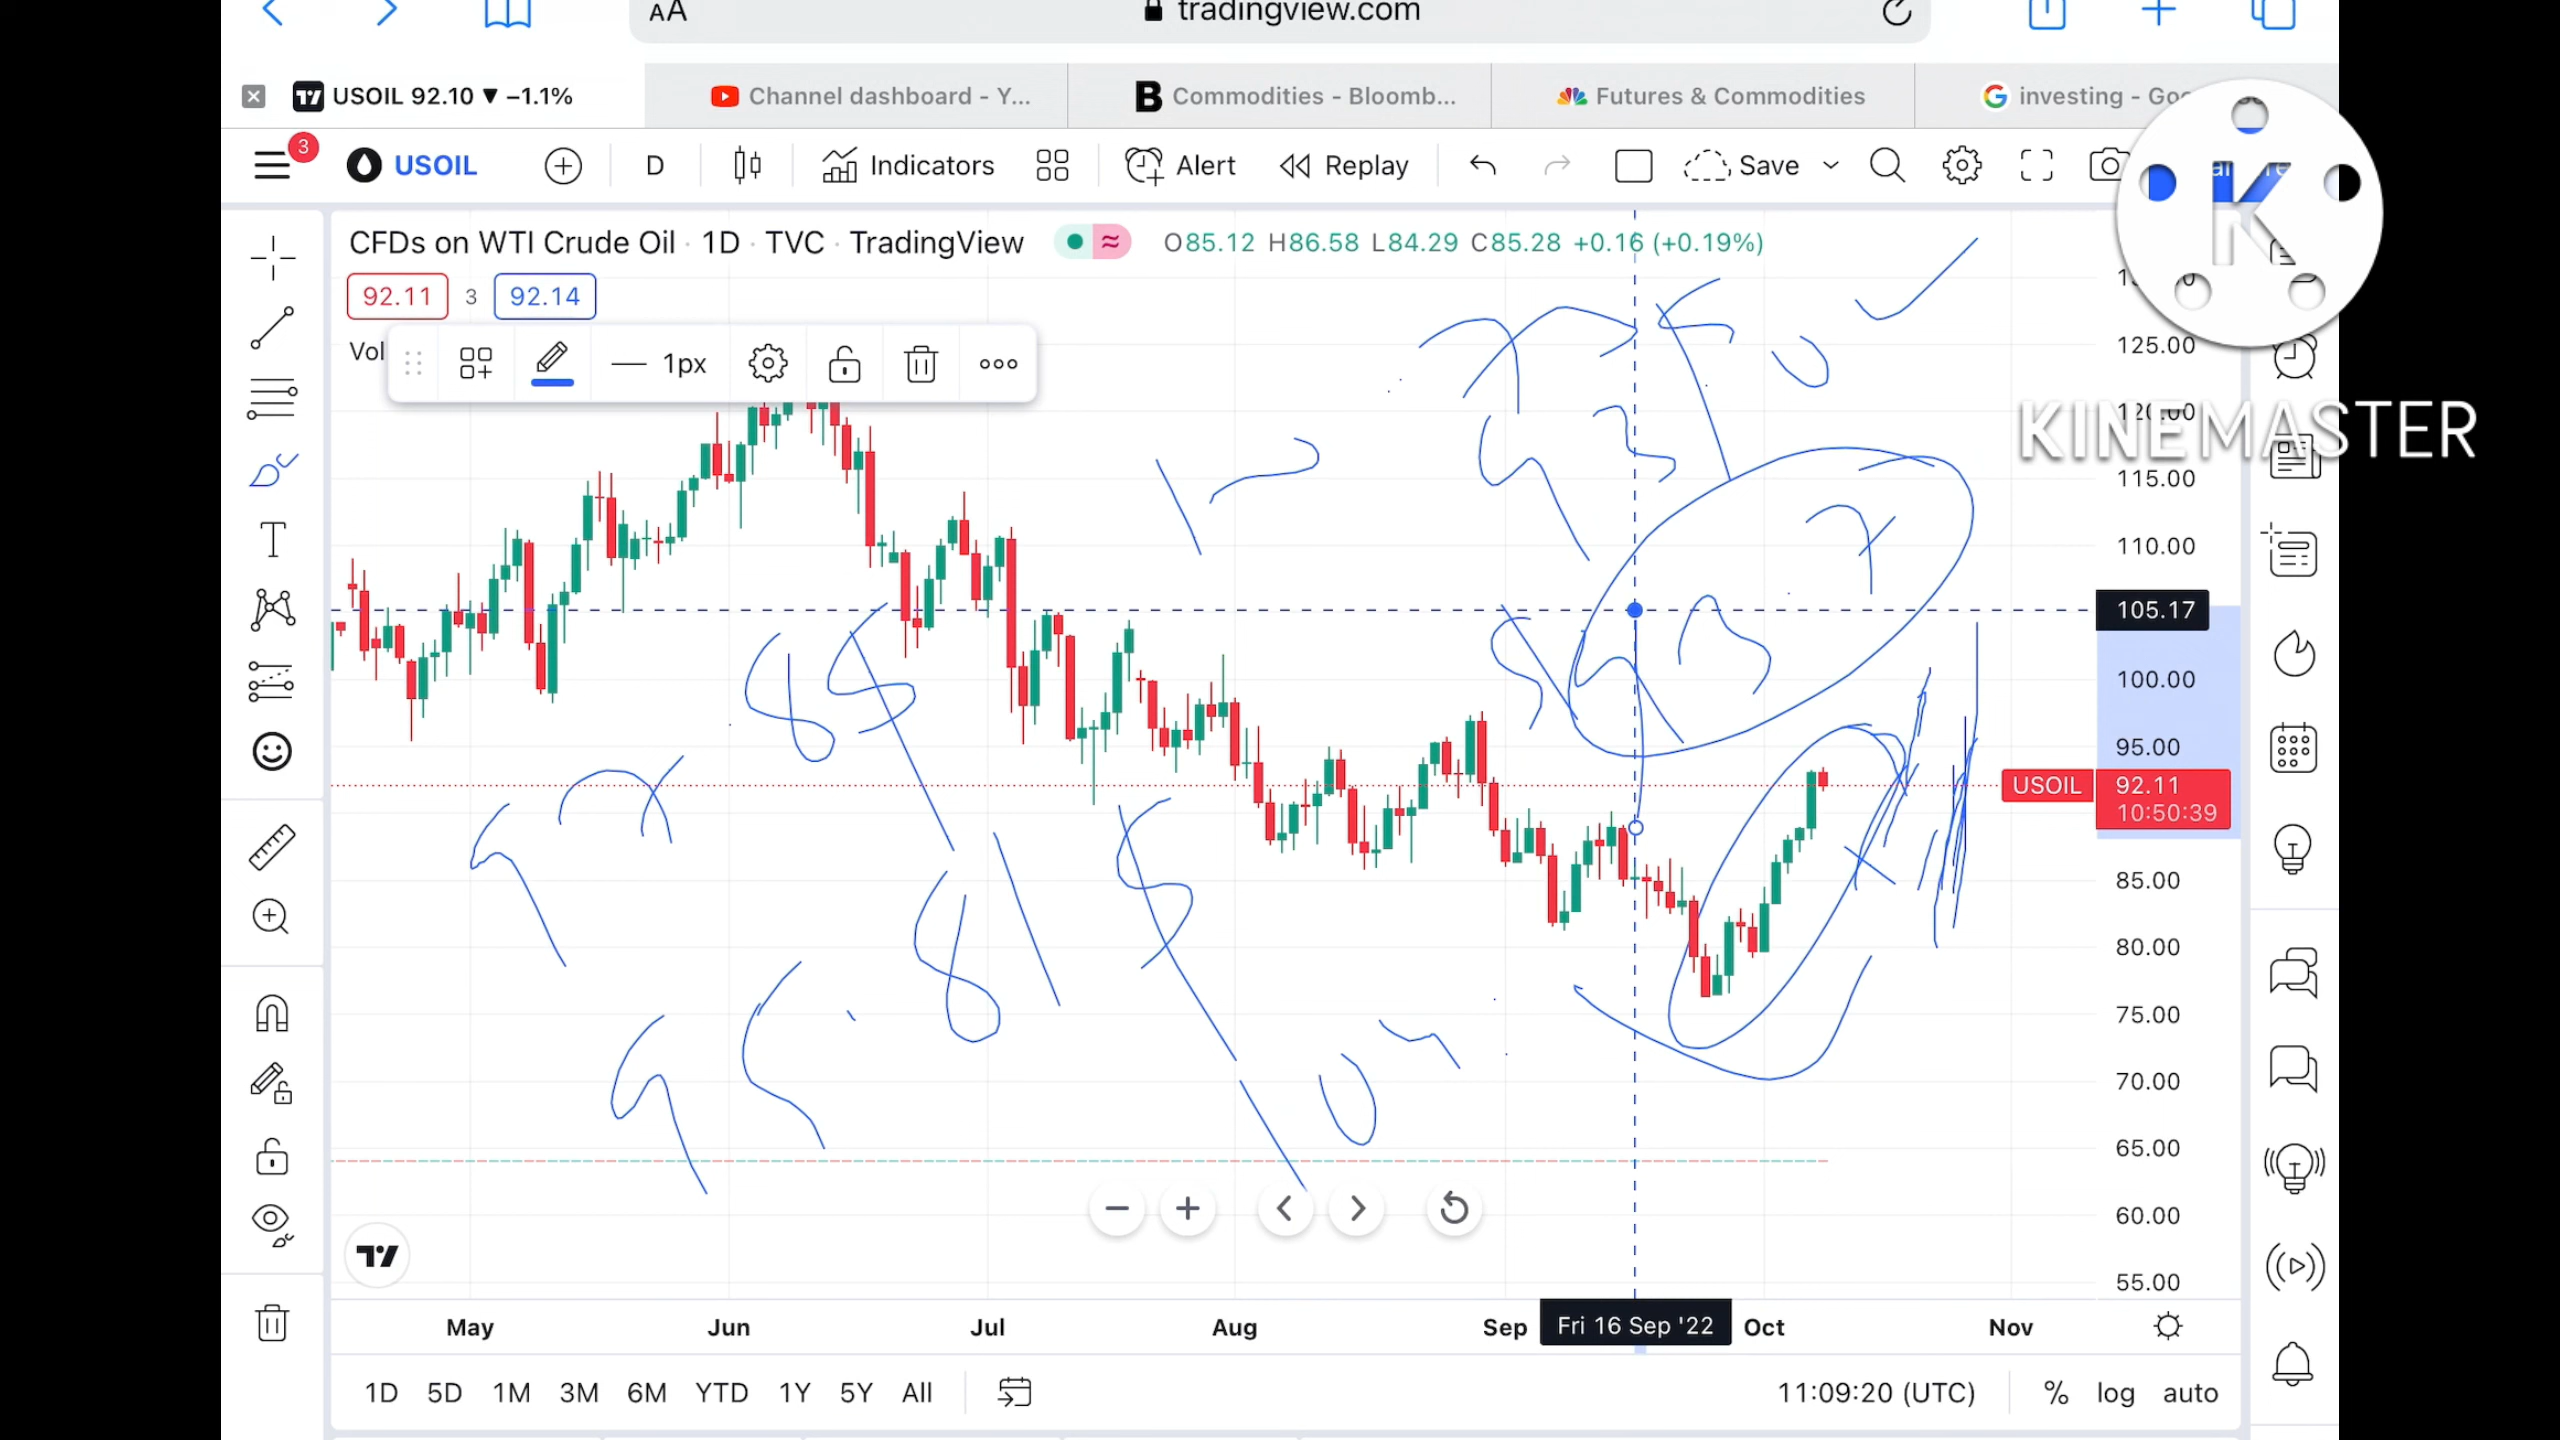 AA tradingview.com
USOIL 92.10 ▼ −1.1% Channel dashboard - Y... Commodities - Bloomb... Futures & Commodities investing - Goo
3 USOIL D Indicators Alert Replay Save
CFDs on WTI Crude Oil · 1D · TVC · TradingView O85.12 H86.58 L84.29 C85.28 +0.16 (+0.19%)
92.11 3 92.14
Vol 1px
125.00
120.00
KINEMASTER
115.00
110.00
105.17
100.00
95.00
USOIL 92.11
10:50:39
85.00
80.00
75.00
70.00
65.00
60.00
55.00
May Jun Jul Aug Sep Fri 16 Sep '22 Oct Nov
1D 5D 1M 3M 6M YTD 1Y 5Y All 11:09:20 (UTC) % log auto